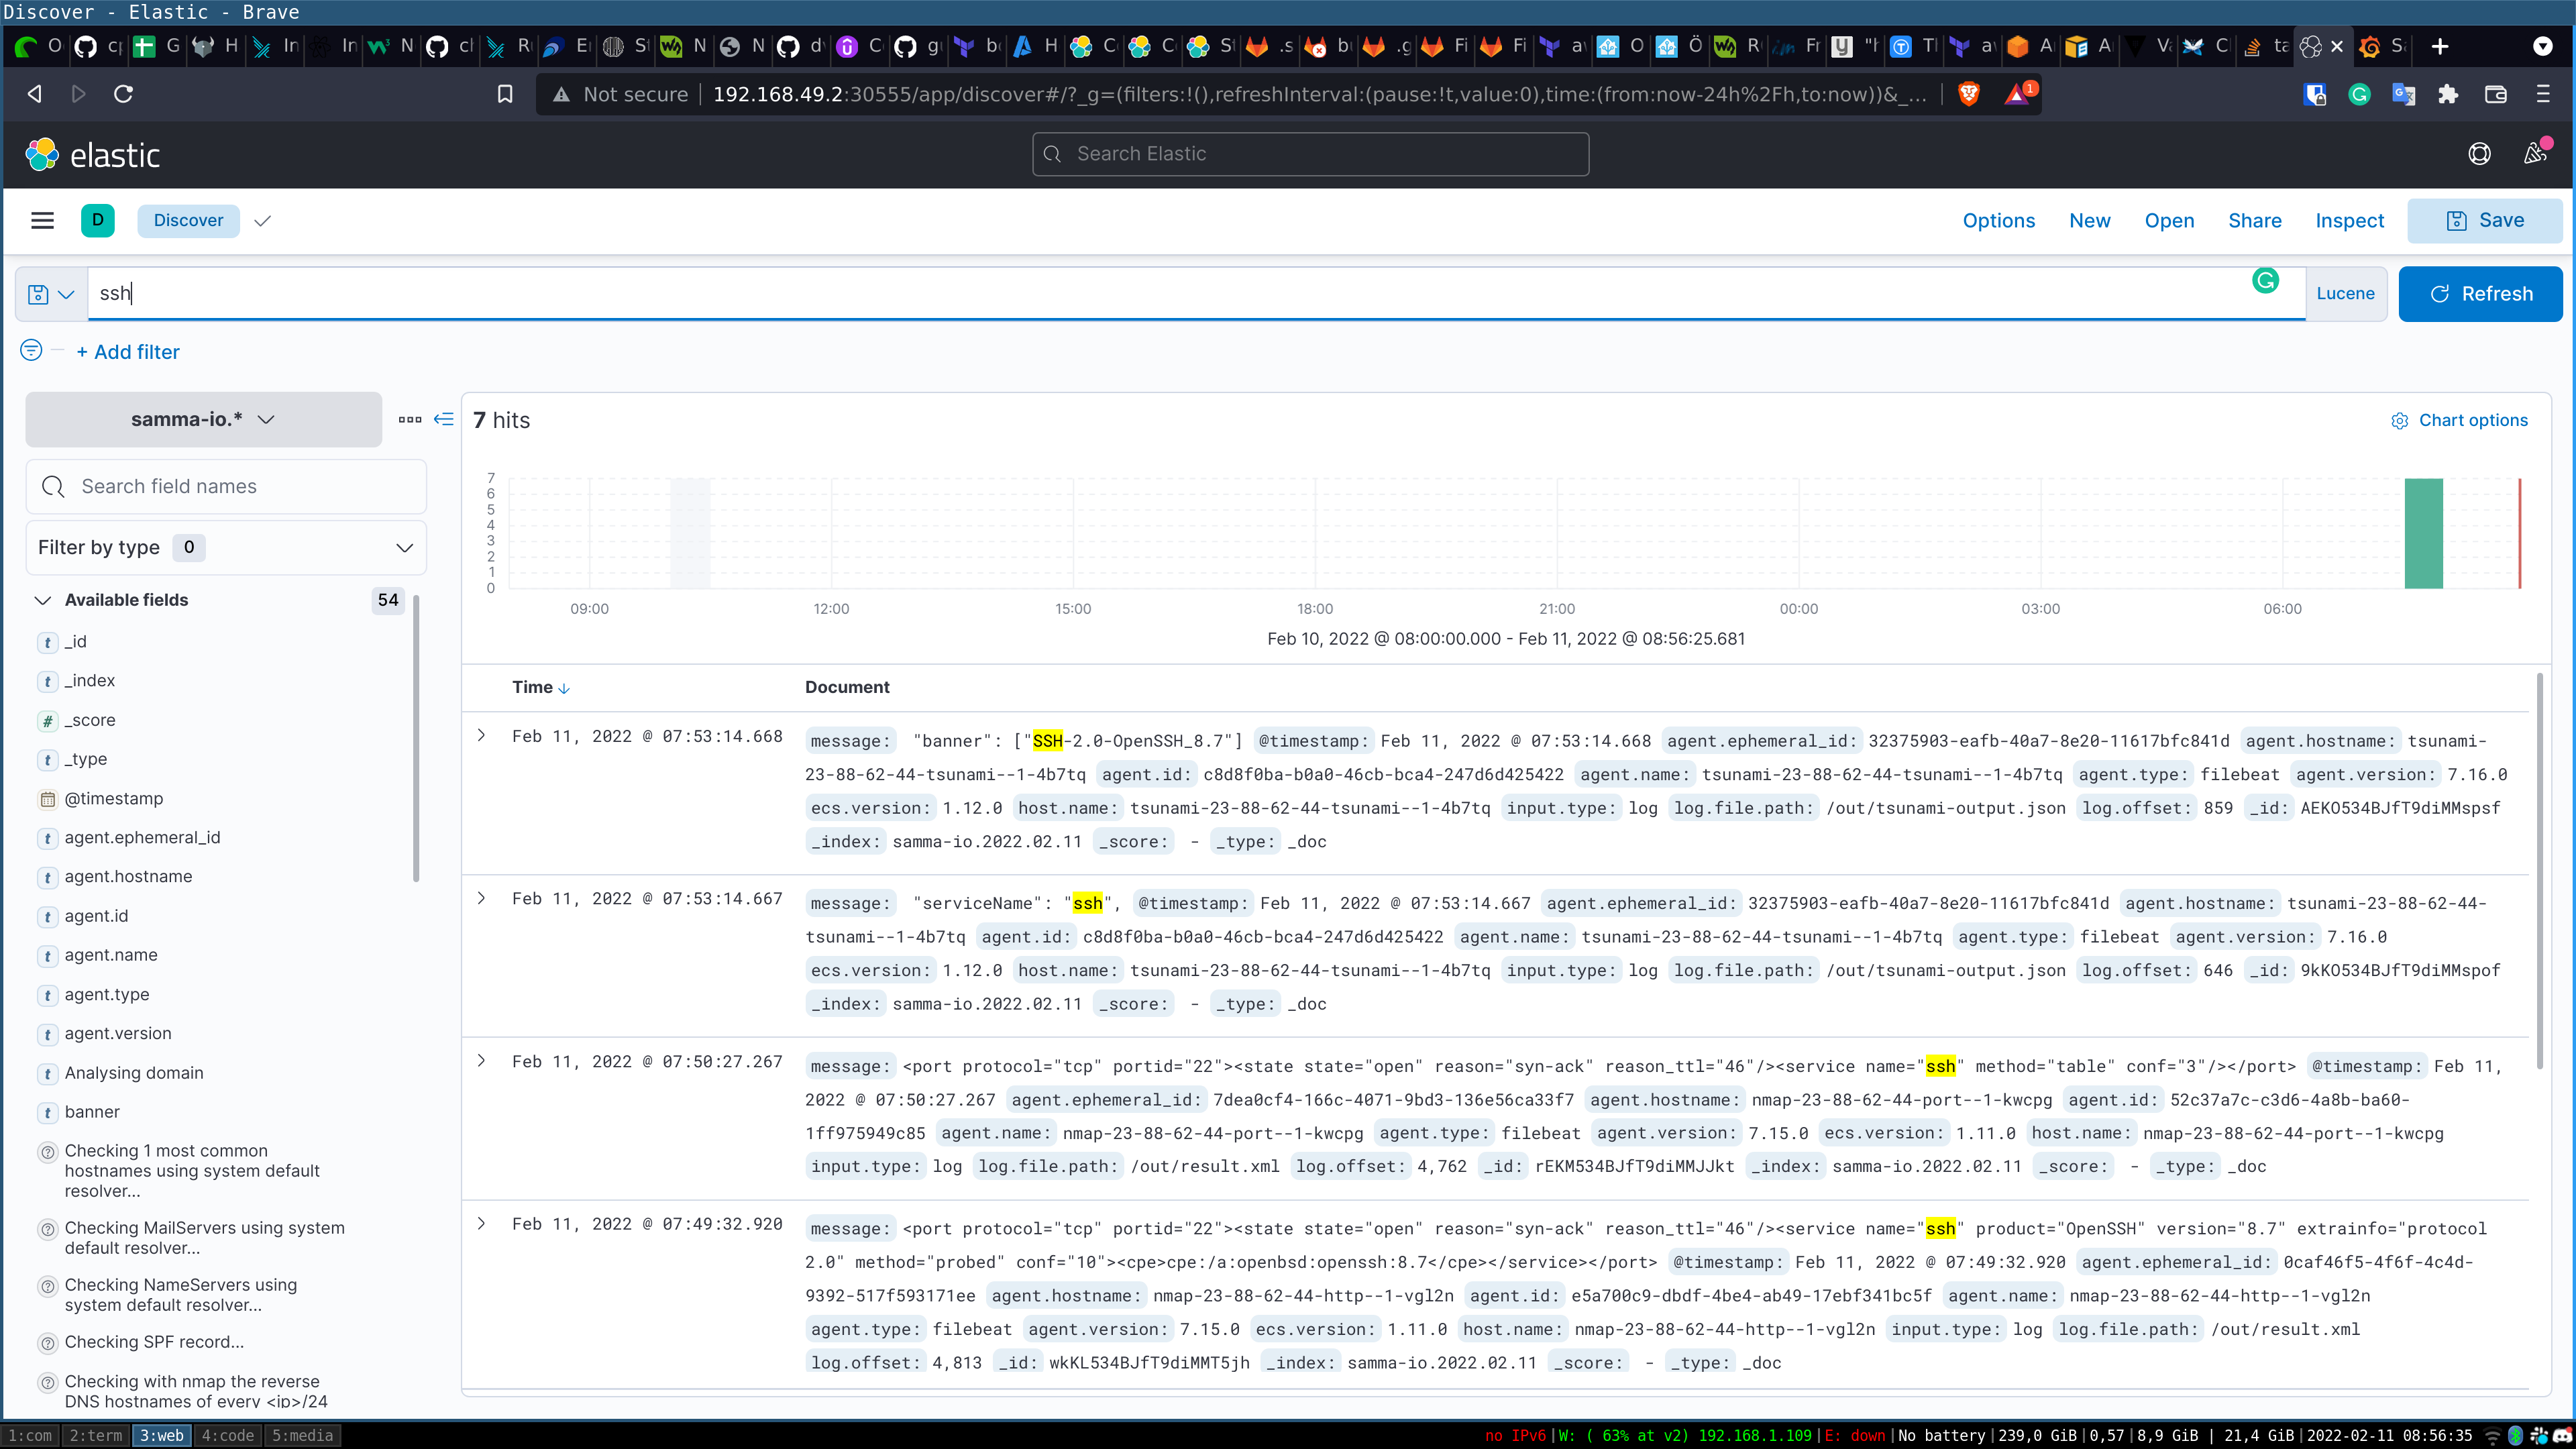 Discover - Elastic - Brave
Not secure 192.168.49.2:30555/app/discover#/?_g=(filters:!(),refreshInterval:(pause:!t,value:0),time:(from:now-24h%2Fh,to:now))&_... 1
elastic Search Elastic
D Discover Options New Open Share Inspect Save
ssh Lucene Refresh
+ Add filter
samma-io.*
Search field names
Filter by type 0
Available fields 54
_id
_index
_score
_type
@timestamp
agent.ephemeral_id
agent.hostname
agent.id
agent.name
agent.type
agent.version
Analysing domain
banner
Checking 1 most common
hostnames using system default
resolver...
Checking MailServers using system
default resolver...
Checking NameServers using
system default resolver...
Checking SPF record...
Checking with nmap the reverse
DNS hostnames of every <ip>/24
7 hits Chart options
7
6
5
4
3
2
1
0
09:00 12:00 15:00 18:00 21:00 00:00 03:00 06:00
Feb 10, 2022 @ 08:00:00.000 - Feb 11, 2022 @ 08:56:25.681
Time Document
Feb 11, 2022 @ 07:53:14.668 message: "banner": ["SSH-2.0-OpenSSH_8.7"] @timestamp: Feb 11, 2022 @ 07:53:14.668 agent.ephemeral_id: 32375903-eafb-40a7-8e20-11617bfc841d agent.hostname: tsunami-
23-88-62-44-tsunami--1-4b7tq agent.id: c8d8f0ba-b0a0-46cb-bca4-247d6d425422 agent.name: tsunami-23-88-62-44-tsunami--1-4b7tq agent.type: filebeat agent.version: 7.16.0
ecs.version: 1.12.0 host.name: tsunami-23-88-62-44-tsunami--1-4b7tq input.type: log log.file.path: /out/tsunami-output.json log.offset: 859 _id: AEKO534BJfT9diMMspsf
_index: samma-io.2022.02.11 _score: - _type: _doc
Feb 11, 2022 @ 07:53:14.667 message: "serviceName": "ssh", @timestamp: Feb 11, 2022 @ 07:53:14.667 agent.ephemeral_id: 32375903-eafb-40a7-8e20-11617bfc841d agent.hostname: tsunami-23-88-62-44-
tsunami--1-4b7tq agent.id: c8d8f0ba-b0a0-46cb-bca4-247d6d425422 agent.name: tsunami-23-88-62-44-tsunami--1-4b7tq agent.type: filebeat agent.version: 7.16.0
ecs.version: 1.12.0 host.name: tsunami-23-88-62-44-tsunami--1-4b7tq input.type: log log.file.path: /out/tsunami-output.json log.offset: 646 _id: 9kKO534BJfT9diMMspof
_index: samma-io.2022.02.11 _score: - _type: _doc
Feb 11, 2022 @ 07:50:27.267 message: <port protocol="tcp" portid="22"><state state="open" reason="syn-ack" reason_ttl="46"/><service name="ssh" method="table" conf="3"/></port> @timestamp: Feb 11,
2022 @ 07:50:27.267 agent.ephemeral_id: 7dea0cf4-166c-4071-9bd3-136e56ca33f7 agent.hostname: nmap-23-88-62-44-port--1-kwcpg agent.id: 52c37a7c-c3d6-4a8b-ba60-
1ff975949c85 agent.name: nmap-23-88-62-44-port--1-kwcpg agent.type: filebeat agent.version: 7.15.0 ecs.version: 1.11.0 host.name: nmap-23-88-62-44-port--1-kwcpg
input.type: log log.file.path: /out/result.xml log.offset: 4,762 _id: rEKM534BJfT9diMMJJkt _index: samma-io.2022.02.11 _score: - _type: _doc
Feb 11, 2022 @ 07:49:32.920 message: <port protocol="tcp" portid="22"><state state="open" reason="syn-ack" reason_ttl="46"/><service name="ssh" product="OpenSSH" version="8.7" extrainfo="protocol
2.0" method="probed" conf="10"><cpe>cpe:/a:openbsd:openssh:8.7</cpe></service></port> @timestamp: Feb 11, 2022 @ 07:49:32.920 agent.ephemeral_id: 0caf46f5-4f6f-4c4d-
9392-517f593171ee agent.hostname: nmap-23-88-62-44-http--1-vgl2n agent.id: e5a700c9-dbdf-4be4-ab49-17ebf341bc5f agent.name: nmap-23-88-62-44-http--1-vgl2n
agent.type: filebeat agent.version: 7.15.0 ecs.version: 1.11.0 host.name: nmap-23-88-62-44-http--1-vgl2n input.type: log log.file.path: /out/result.xml
log.offset: 4,813 _id: wkKL534BJfT9diMMT5jh _index: samma-io.2022.02.11 _score: - _type: _doc
1:com 2:term 3:web 4:code 5:media no IPv6|W: ( 63% at v2) 192.168.1.109|E: down|No battery|239,0 GiB|0,57|8,9 GiB | 21,4 GiB|2022-02-11 08:56:35